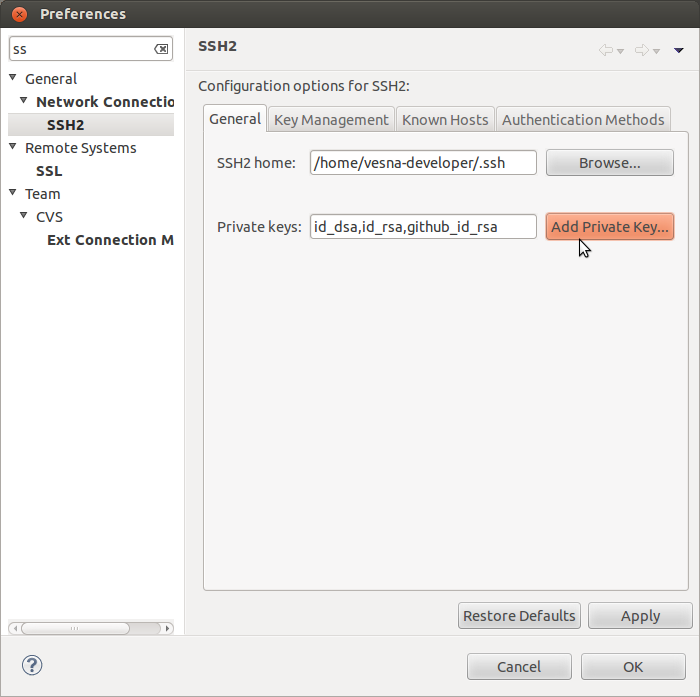 Preferences
ss
General
Network Connectio
SSH2
Remote Systems
SSL
Team
CVS
Ext Connection M
SSH2
Configuration options for SSH2:
General Key Management Known Hosts Authentication Methods
SSH2 home: /home/vesna-developer/.ssh Browse...
Private keys: id_dsa,id_rsa,github_id_rsa Add Private Key...
Restore Defaults Apply
? Cancel OK